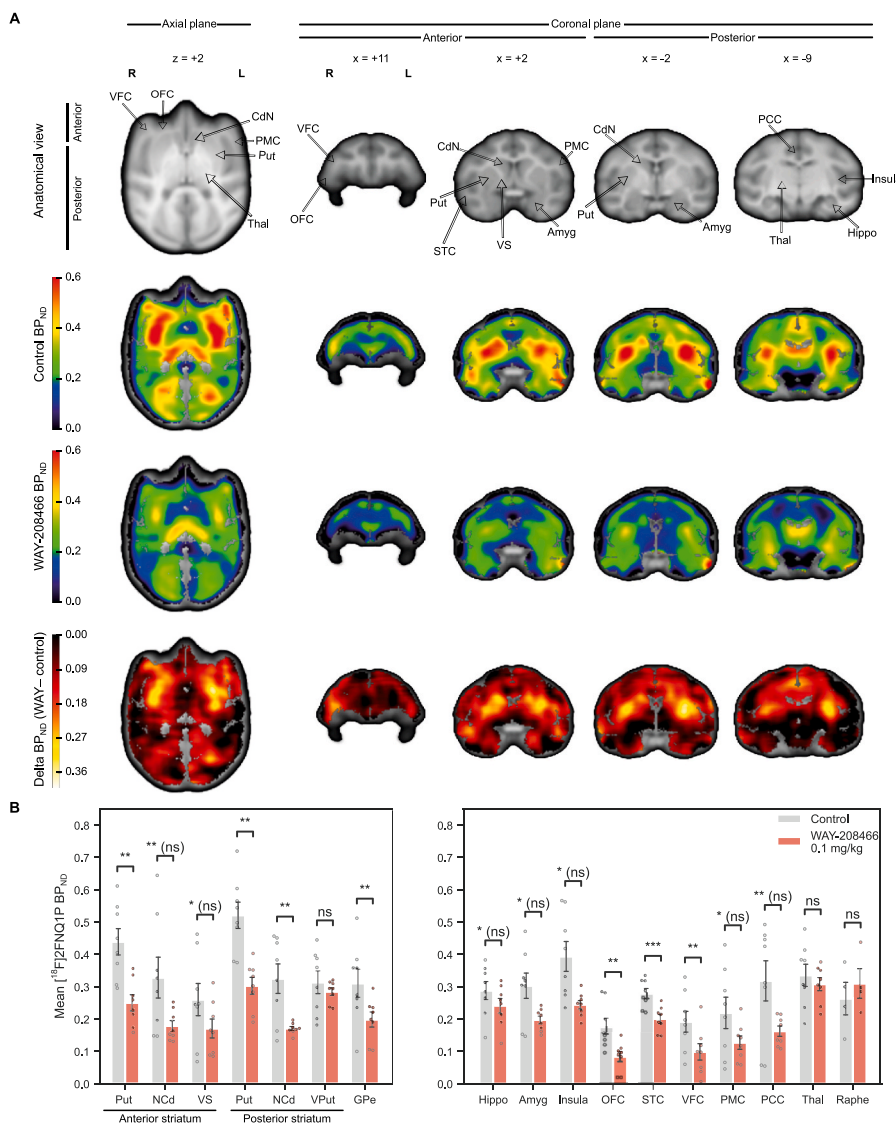 A
Axial plane
Coronal plane
Anterior
Posterior
z = +2
x = +11
x = +2
x = -2
x = -9
R
L
R
L
Anatomical view
Anterior
Posterior
VFC
OFC
CdN
PMC
Put
Thal
VFC
OFC
CdN
PMC
Put
STC
VS
Amyg
CdN
Put
Amyg
PCC
Insul
Thal
Hippo
Control BPND
0.6
0.4
0.2
0.0
WAY-208466 BPND
0.6
0.4
0.2
0.0
Delta BPND (WAY– control)
0.00
0.09
0.18
0.27
0.36
B
Mean [18F]2FNQ1P BPND
0.8
0.7
0.6
0.5
0.4
0.3
0.2
0.1
0.0
**
** (ns)
* (ns)
**
**
ns
**
Put
NCd
VS
Put
NCd
VPut
GPe
Anterior striatum
Posterior striatum
0.8
0.7
0.6
0.5
0.4
0.3
0.2
0.1
0.0
Control
WAY-208466
0.1 mg/kg
* (ns)
* (ns)
* (ns)
**
***
**
* (ns)
** (ns)
ns
ns
Hippo
Amyg
Insula
OFC
STC
VFC
PMC
PCC
Thal
Raphe